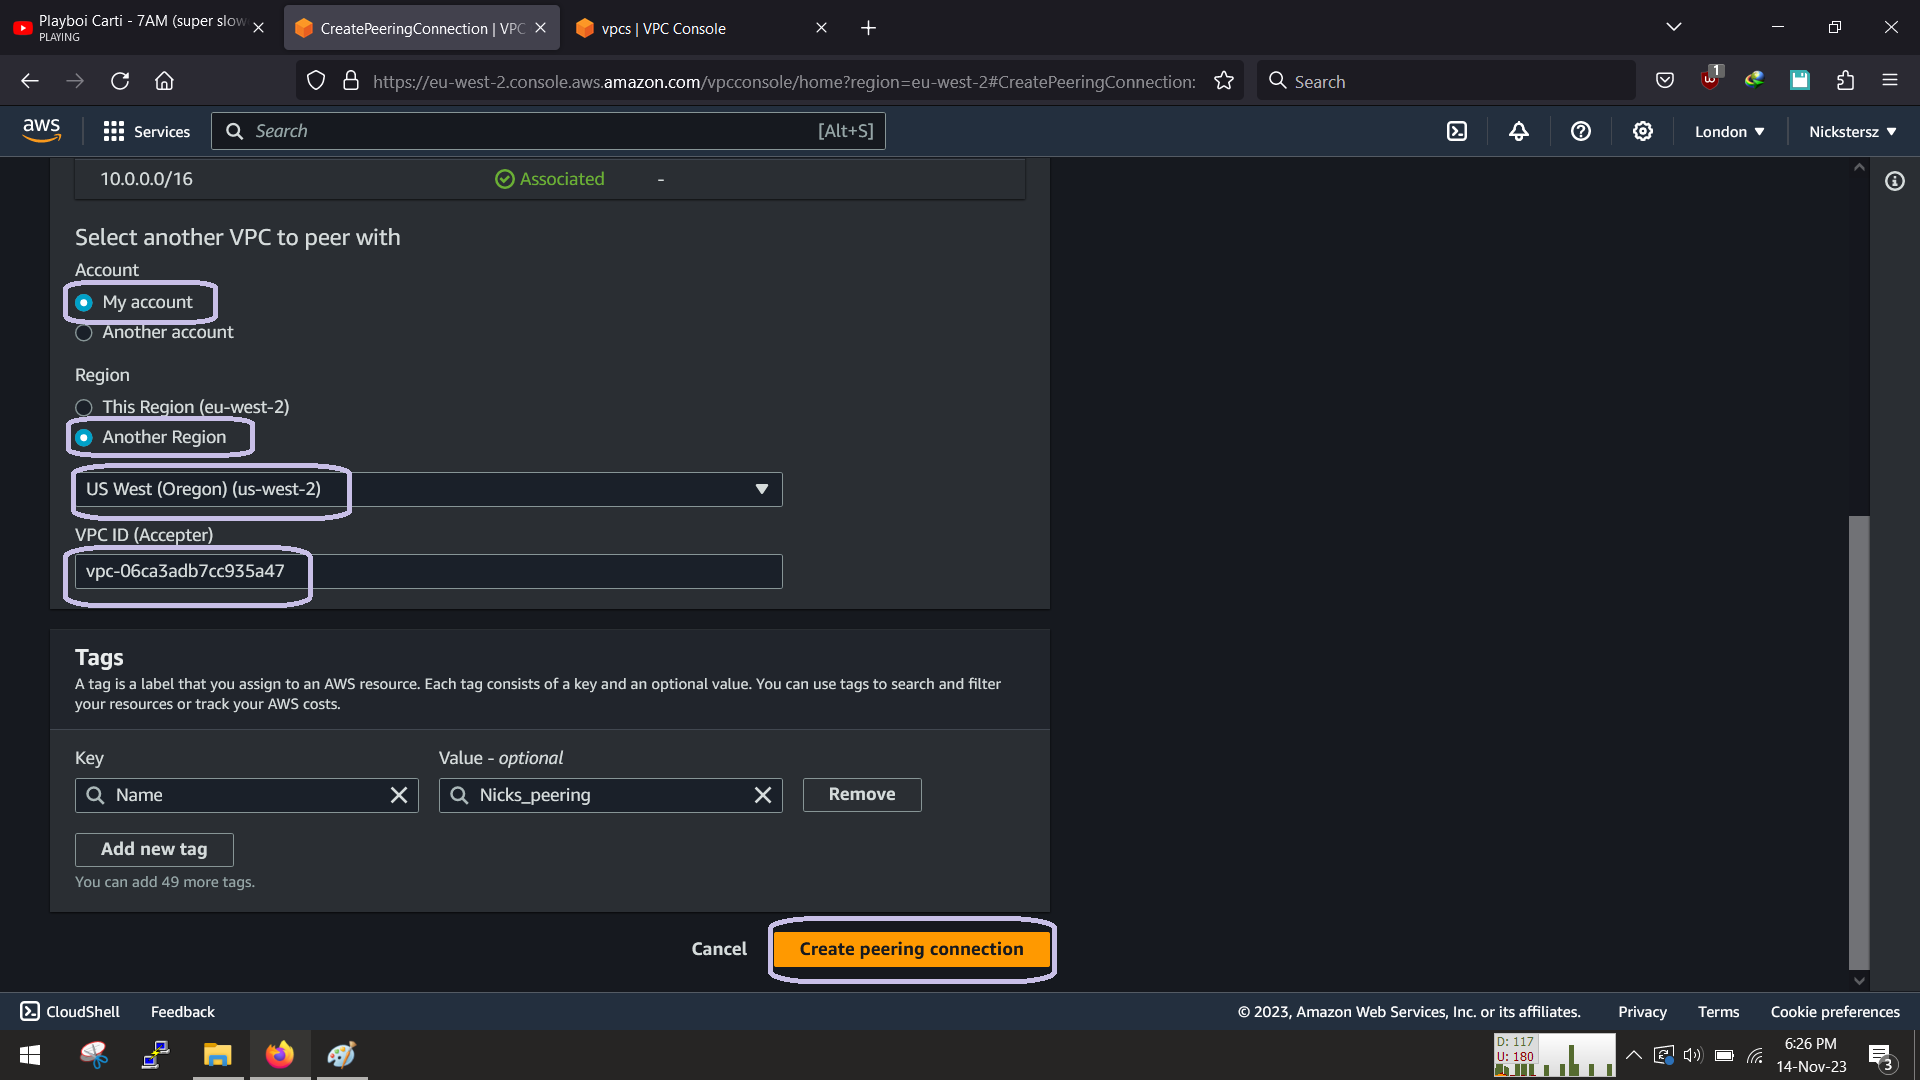 Playboi Carti - 7AM (super slow
PLAYING
CreatePeeringConnection | VPC
vpcs | VPC Console
https://eu-west-2.console.aws.amazon.com/vpcconsole/home?region=eu-west-2#CreatePeeringConnection:
Search
1
aws
Services
Search
[Alt+S]
London
Nickstersz
10.0.0.0/16
Associated
-
Select another VPC to peer with
Account
My account
Another account
Region
This Region (eu-west-2)
Another Region
US West (Oregon) (us-west-2)
VPC ID (Accepter)
vpc-06ca3adb7cc935a47
Tags
A tag is a label that you assign to an AWS resource. Each tag consists of a key and an optional value. You can use tags to search and filter
your resources or track your AWS costs.
Key
Value - optional
Name
Nicks_peering
Remove
Add new tag
You can add 49 more tags.
Cancel
Create peering connection
CloudShell
Feedback
© 2023, Amazon Web Services, Inc. or its affiliates.
Privacy
Terms
Cookie preferences
D: 117
U: 180
6:26 PM
14-Nov-23
3